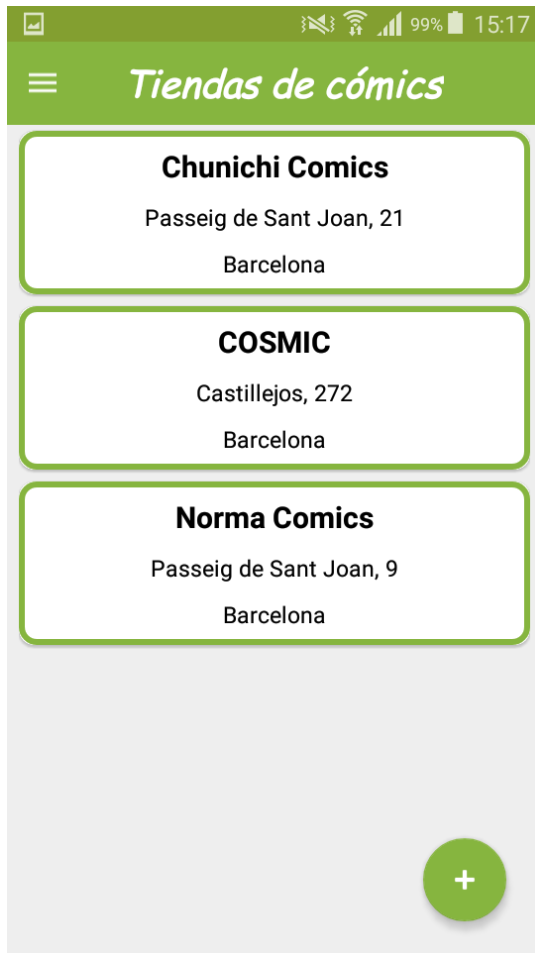 99% 15:17
Tiendas de cómics
Chunichi Comics
Passeig de Sant Joan, 21
Barcelona
COSMIC
Castillejos, 272
Barcelona
Norma Comics
Passeig de Sant Joan, 9
Barcelona
+